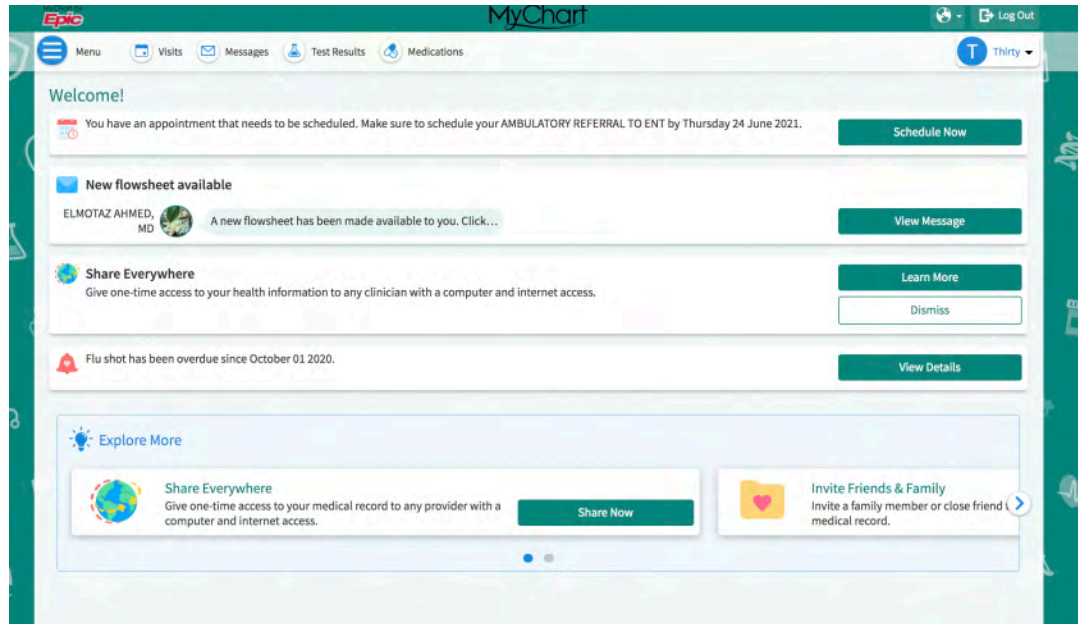 MyChart by
Epic
MyChart
Log Out
Menu
Visits
Messages
Test Results
Medications
T
Thirty
Welcome!
You have an appointment that needs to be scheduled. Make sure to schedule your AMBULATORY REFERRAL TO ENT by Thursday 24 June 2021.
Schedule Now
New flowsheet available
ELMOTAZ AHMED,
MD
A new flowsheet has been made available to you. Click...
View Message
Share Everywhere
Give one-time access to your health information to any clinician with a computer and internet access.
Learn More
Dismiss
Flu shot has been overdue since October 01 2020.
View Details
Explore More
Share Everywhere
Give one-time access to your medical record to any provider with a
computer and internet access.
Share Now
Invite Friends & Family
Invite a family member or close friend
medical record.